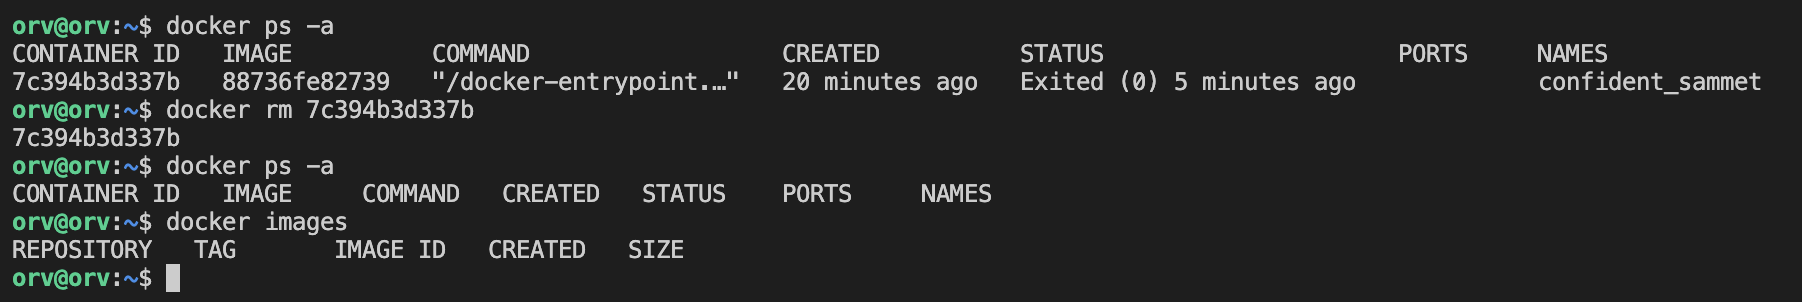 orv@orv:~$ docker ps -a
CONTAINER ID   IMAGE          COMMAND                  CREATED          STATUS                     PORTS     NAMES
7c394b3d337b   88736fe82739   "/docker-entrypoint.…"   20 minutes ago   Exited (0) 5 minutes ago             confident_sammet
orv@orv:~$ docker rm 7c394b3d337b
7c394b3d337b
orv@orv:~$ docker ps -a
CONTAINER ID   IMAGE     COMMAND   CREATED   STATUS    PORTS     NAMES
orv@orv:~$ docker images
REPOSITORY   TAG       IMAGE ID   CREATED   SIZE
orv@orv:~$